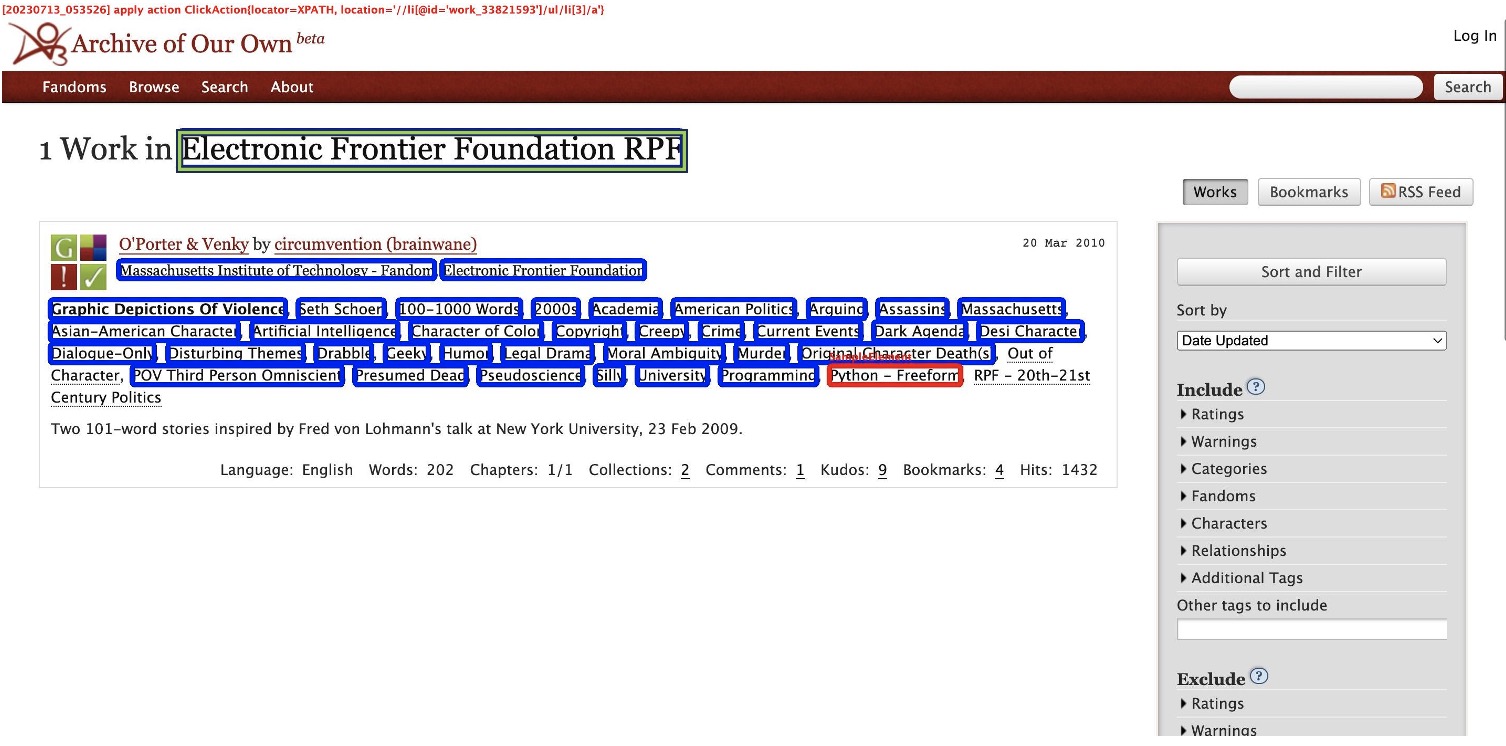 [20230713_053526] apply action ClickAction{locator=XPATH, location='//li[@id='work_33821593']/ul/li[3]/a'}
Archive of Our Own beta
Log In
Fandoms Browse Search About Search
1 Work in Electronic Frontier Foundation RPF
Works Bookmarks RSS Feed
O'Porter & Venky by circumvention (brainwane) 20 Mar 2010
Massachusetts Institute of Technology - Fandom, Electronic Frontier Foundation
Graphic Depictions Of Violence, Seth Schoen, 100-1000 Words, 2000s, Academia, American Politics, Arguing, Assassins, Massachusetts,
Asian-American Character, Artificial Intelligence, Character of Color, Copyright, Creepy, Crime, Current Events, Dark Agenda, Desi Character,
SampleElement
Dialogue-Only, Disturbing Themes, Drabble, Geeky, Humor, Legal Drama, Moral Ambiguity, Murder, Original Character Death(s), Out of
Character, POV Third Person Omniscient, Presumed Dead, Pseudoscience, Silly, University, Programming, Python - Freeform, RPF - 20th-21st
Century Politics
Two 101-word stories inspired by Fred von Lohmann's talk at New York University, 23 Feb 2009.
Language: English Words: 202 Chapters: 1/1 Collections: 2 Comments: 1 Kudos: 9 Bookmarks: 4 Hits: 1432
Sort and Filter
Sort by
Date Updated
Include ?
Ratings
Warnings
Categories
Fandoms
Characters
Relationships
Additional Tags
Other tags to include
Exclude ?
Ratings
Warnings